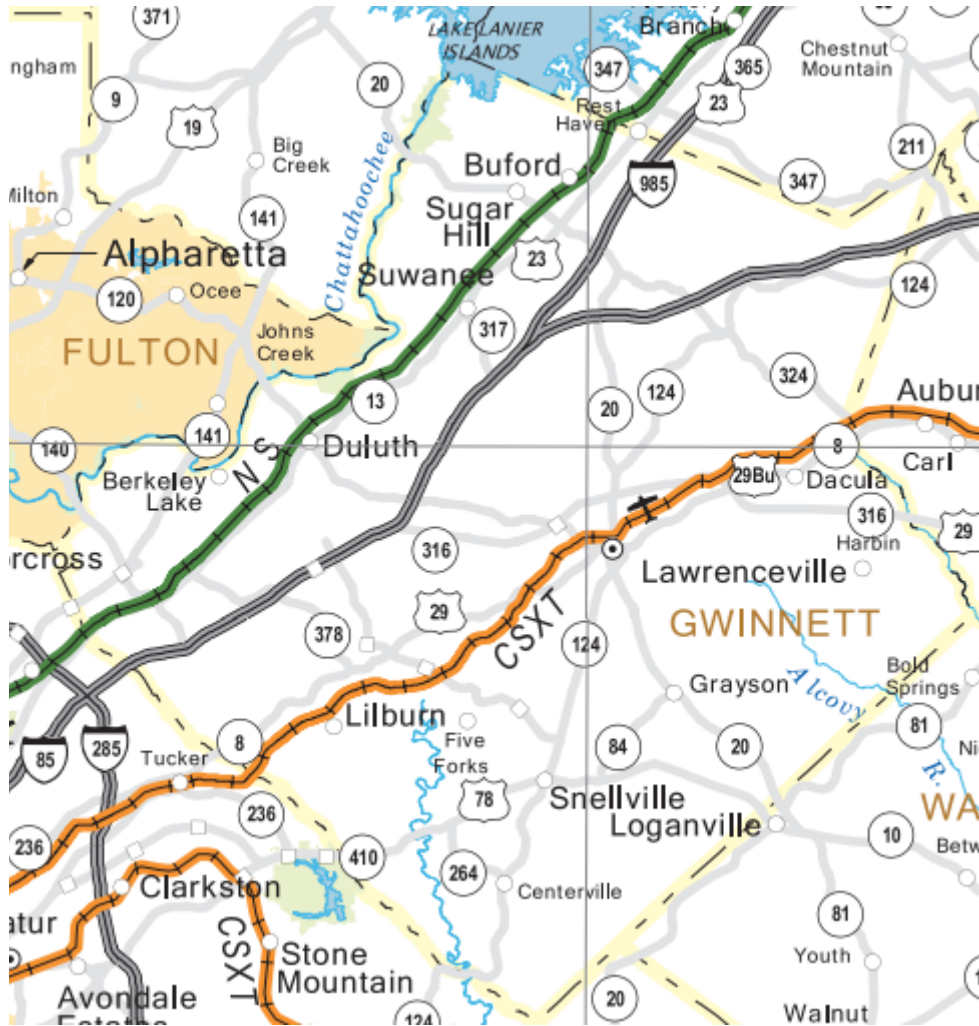 371
LAKE LANIER
ISLANDS
Branch
347
365
Chestnut
Mountain
ngham
9
19
20
23
Rest
Haven
211
Big
Creek
Buford
985
347
Milton
141
Sugar
Hill
Chattahoochee
Alpharetta
23
Suwanee
124
120
Ocee
Johns
Creek
317
FULTON
324
13
20
124
Aubur
140
141
N S
Duluth
8
Carl
Berkeley
Lake
29Bu
Dacula
316
29
Harbin
rcross
316
Lawrenceville
29
CSXT
GWINNETT
378
124
Alcovy
R.
Bold
Springs
Grayson
81
Lilburn
8
85
285
Tucker
Five
Forks
84
20
Ni
WA
236
78
Snellville
Loganville
10
Betw
236
410
264
Centerville
Clarkston
81
atur
CSXT
Stone
Mountain
Youth
Avondale
Estates
124
20
Walnut